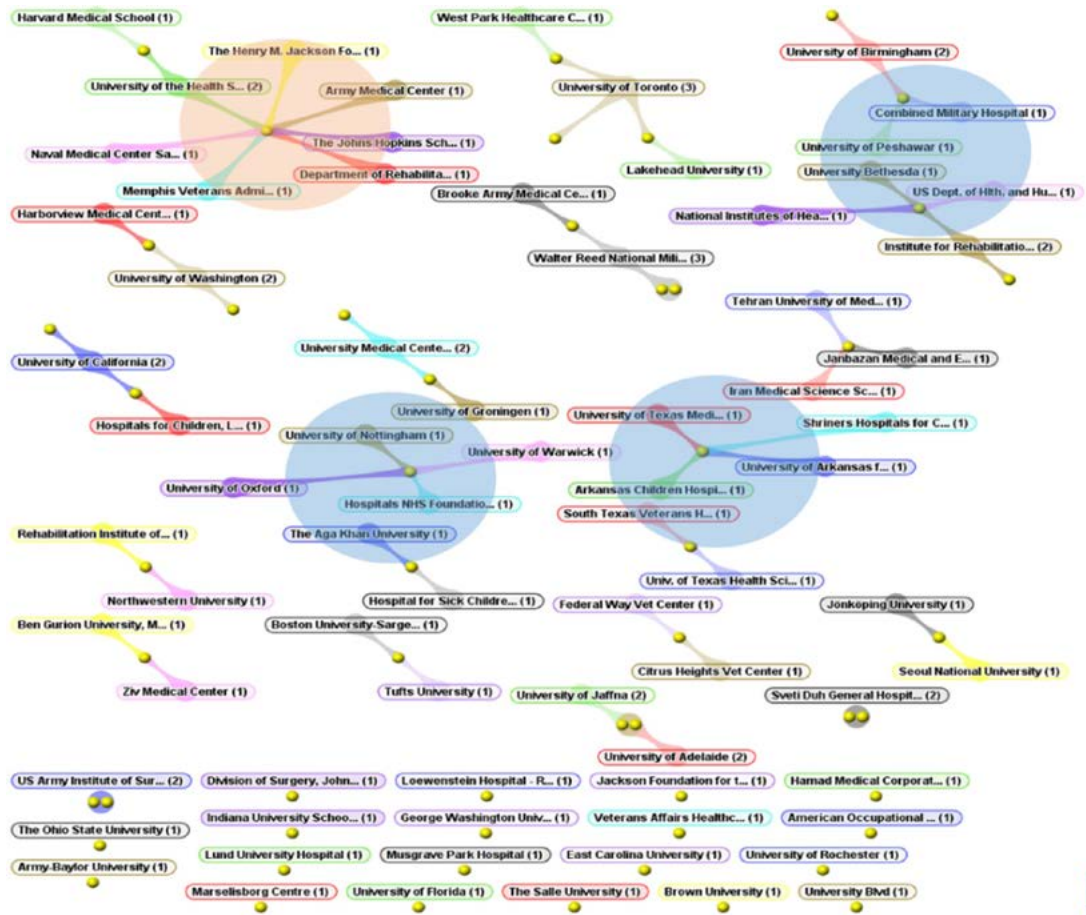 Harvard Medical School (1)
West Park Healthcare C... (1)
The Henry M. Jackson Fo... (1)
University of Birmingham (2)
University of the Health S... (2)
Army Medical Center (1)
University of Toronto (3)
Combined Military Hospital (1)
The Johns Hopkins Sch... (1)
University of Peshawar (1)
Naval Medical Center Sa... (1)
Department of Rehabilita... (1)
Lakehead University (1)
University Bethesda (1)
Memphis Veterans Admi... (1)
Brooke Army Medical Ce... (1)
US Dept. of Hlth. and Hu... (1)
Harborview Medical Cent... (1)
National Institutes of Hea... (1)
Institute for Rehabilitatio... (2)
Walter Reed National Mili... (3)
University of Washington (2)
Tehran University of Med... (1)
University of California (2)
University Medical Cente... (2)
Janbazan Medical and E... (1)
Iran Medical Science Sc... (1)
Hospitals for Children, L... (1)
University of Groningen (1)
University of Texas Medi... (1)
Shriners Hospitals for C... (1)
University of Nottingham (1)
University of Warwick (1)
University of Arkansas f... (1)
University of Oxford (1)
Arkansas Children Hospi... (1)
Hospitals NHS Foundatio... (1)
South Texas Veterans H... (1)
Rehabilitation Institute of... (1)
The Aga Khan University (1)
Univ. of Texas Health Sci... (1)
Northwestern University (1)
Hospital for Sick Childre... (1)
Federal Way Vet Center (1)
Jönköping University (1)
Ben Gurion University, M... (1)
Boston University-Sarge... (1)
Citrus Heights Vet Center (1)
Seoul National University (1)
Ziv Medical Center (1)
Tufts University (1)
University of Jaffna (2)
Sveti Duh General Hospit... (2)
University of Adelaide (2)
US Army Institute of Sur... (2)
Division of Surgery, John... (1)
Loewenstein Hospital - R... (1)
Jackson Foundation for t... (1)
Hamad Medical Corporat... (1)
The Ohio State University (1)
Indiana University Schoo... (1)
George Washington Univ... (1)
Veterans Affairs Healthc... (1)
American Occupational ... (1)
Army-Baylor University (1)
Lund University Hospital (1)
Musgrave Park Hospital (1)
East Carolina University (1)
University of Rochester (1)
Marselisborg Centre (1)
University of Florida (1)
The Salle University (1)
Brown University (1)
University Blvd (1)